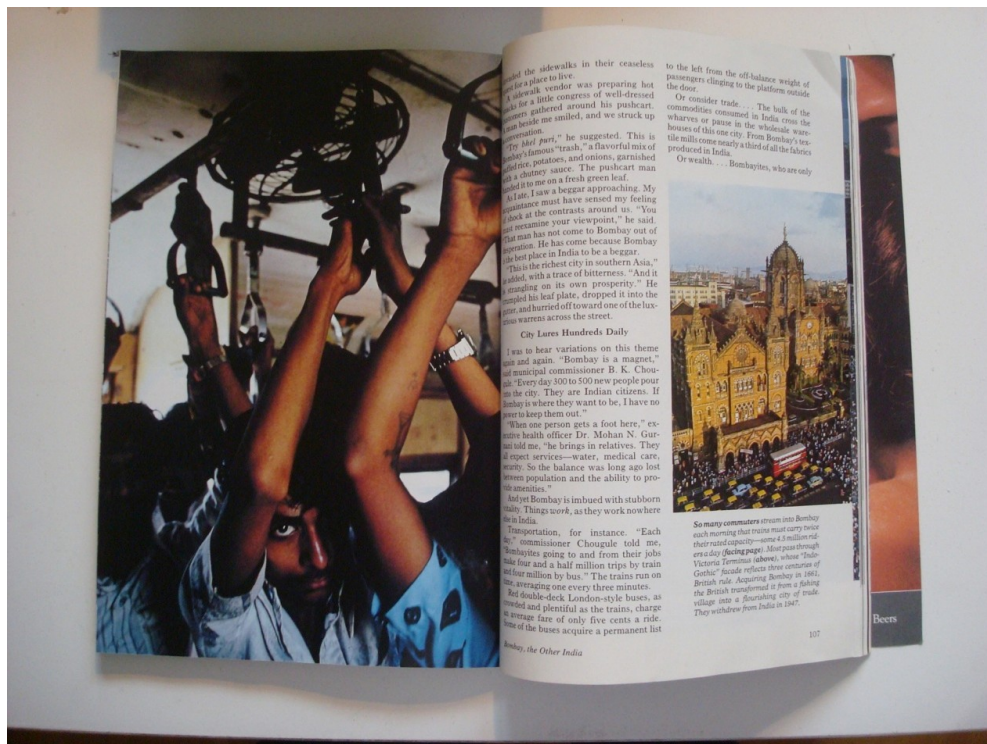 the sidewalks in their ceaseless
for a place to live.
sidewalk vendor was preparing hot
for a little congress of well-dressed
gathered around his pushcart.
man beside me smiled, and we struck up
conversation.
"Try bhel puri," he suggested. This is
Bombay's famous "trash," a flavorful mix of
puffed rice, potatoes, and onions, garnished
with a chutney sauce. The pushcart man
handed it to me on a fresh green leaf.
As I ate, I saw a beggar approaching. My
acquaintance must have sensed my feeling
of shock at the contrasts around us. "You
must reexamine your viewpoint," he said.
"That man has not come to Bombay out of
desperation. He has come because Bombay
is the best place in India to be a beggar.
"This is the richest city in southern Asia,"
he added, with a trace of bitterness. "And it
is strangling on its own prosperity." He
crumpled his leaf plate, dropped it into the
gutter, and hurried off toward one of the lux-
warrens across the street.
City Lures Hundreds Daily
I was to hear variations on this theme
again and again. "Bombay is a magnet,"
said municipal commissioner B. K. Chou-
gule. "Every day 300 to 500 new people pour
into the city. They are Indian citizens. If
Bombay is where they want to be, I have no
power to keep them out."
"When one person gets a foot here," ex-
ecutive health officer Dr. Mohan N. Gur-
told me, "he brings in relatives. They
all expect services—water, medical care,
security. So the balance was long ago lost
between population and the ability to pro-
vide amenities."
And yet Bombay is imbued with stubborn
vitality. Things work, as they work nowhere
else in India.
Transportation, for instance. "Each
day," commissioner Chougule told me,
"Bombayites going to and from their jobs
make four and a half million trips by train
and four million by bus." The trains run on
time, averaging one every three minutes.
Red double-deck London-style buses, as
crowded and plentiful as the trains, charge
an average fare of only five cents a ride.
Some of the buses acquire a permanent list
Bombay, the Other India
to the left from the off-balance weight of
passengers clinging to the platform outside
the door.
Or consider trade. . . . The bulk of the
commodities consumed in India cross the
wharves or pause in the wholesale ware-
houses of this one city. From Bombay's tex-
tile mills come nearly a third of all the fabrics
produced in India.
Or wealth. . . . Bombayites, who are only
So many commuters stream into Bombay
each morning that trains must carry twice
their rated capacity—some 4.5 million rid-
ers a day (facing page). Most pass through
Victoria Terminus (above), whose "Indo-
Gothic" facade reflects three centuries of
British rule. Acquiring Bombay in 1661,
the British transformed it from a fishing
village into a flourishing city of trade.
They withdrew from India in 1947.
107
Beers